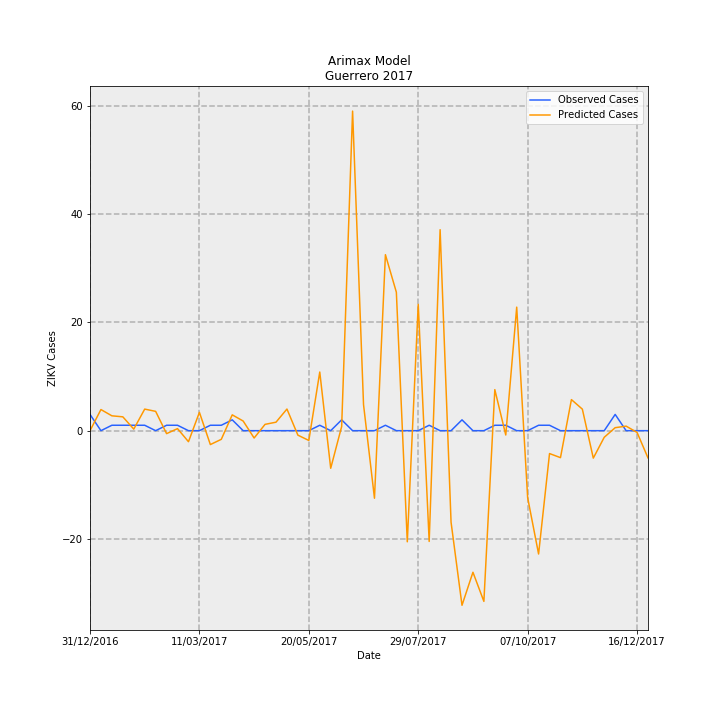 Arimax Model
Guerrero 2017
Observed Cases
Predicted Cases
60
40
20
0
−20
ZIKV Cases
31/12/2016 11/03/2017 20/05/2017 29/07/2017 07/10/2017 16/12/2017
Date